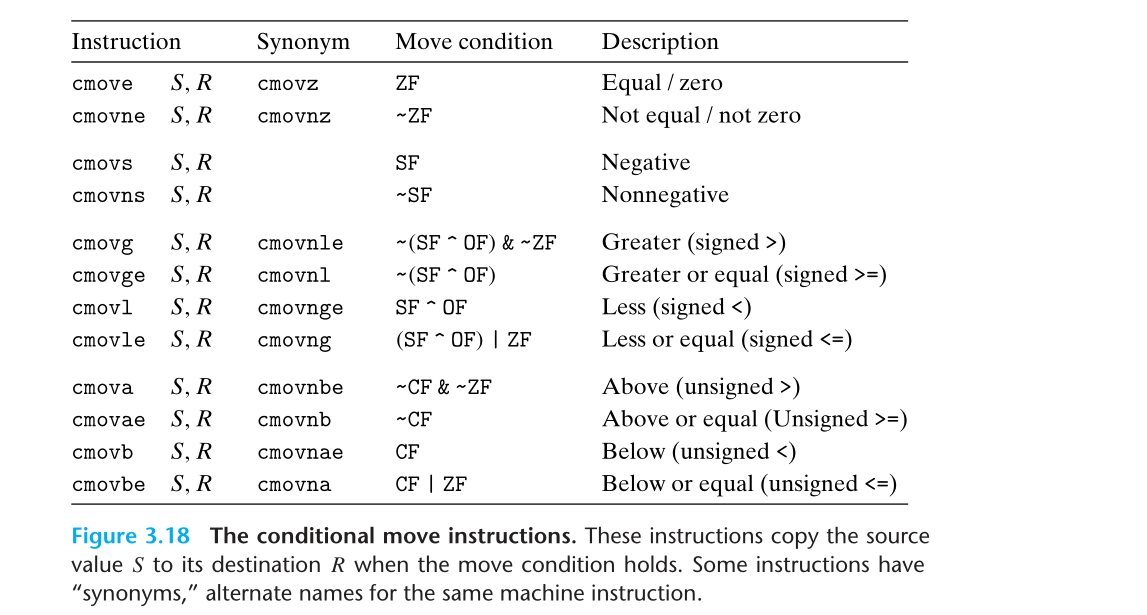 Instruction Synonym Move condition Description
cmove S, R cmovz ZF Equal / zero
cmovne S, R cmovnz ~ZF Not equal / not zero
cmovs S, R SF Negative
cmovns S, R ~SF Nonnegative
cmovg S, R cmovnle ~(SF ^ OF) & ~ZF Greater (signed >)
cmovge S, R cmovnl ~(SF ^ OF) Greater or equal (signed >=)
cmovl S, R cmovnge SF ^ OF Less (signed <)
cmovle S, R cmovng (SF ^ OF) | ZF Less or equal (signed <=)
cmova S, R cmovnbe ~CF & ~ZF Above (unsigned >)
cmovae S, R cmovnb ~CF Above or equal (Unsigned >=)
cmovb S, R cmovnae CF Below (unsigned <)
cmovbe S, R cmovna CF | ZF Below or equal (unsigned <=)
Figure 3.18 The conditional move instructions. These instructions copy the source
value S to its destination R when the move condition holds. Some instructions have
“synonyms,” alternate names for the same machine instruction.